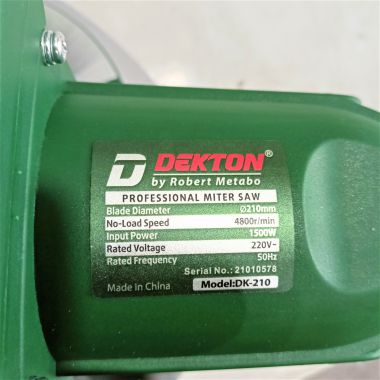 D DEKTON®
by Robert Metabo
PROFESSIONAL MITER SAW
Blade Diameter Ø210mm
No-Load Speed 4800r/min
Input Power 1500W
Rated Voltage 220V~
Rated Frequency 50Hz
Serial No.: 21010578
Made in China Model:DK-210